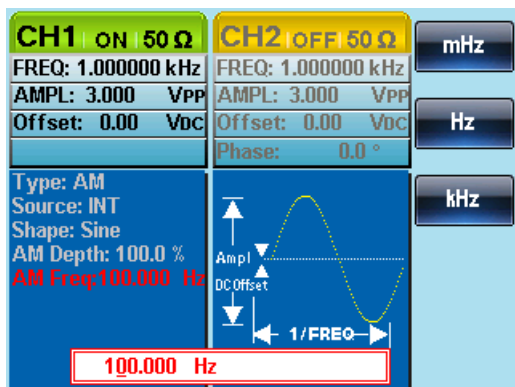 CH1 ON 50 Ω
FREQ: 1.000000 kHz
AMPL: 3.000 VPP
Offset: 0.00 VDC
CH2 OFF 50 Ω
FREQ: 1.000000 kHz
AMPL: 3.000 VPP
Offset: 0.00 VDC
Phase: 0.0 °
mHz
Hz
kHz
Type: AM
Source: INT
Shape: Sine
AM Depth: 100.0 %
AM Freq:100.000 Hz
Ampl
DC Offset
1/FREQ
100.000 Hz